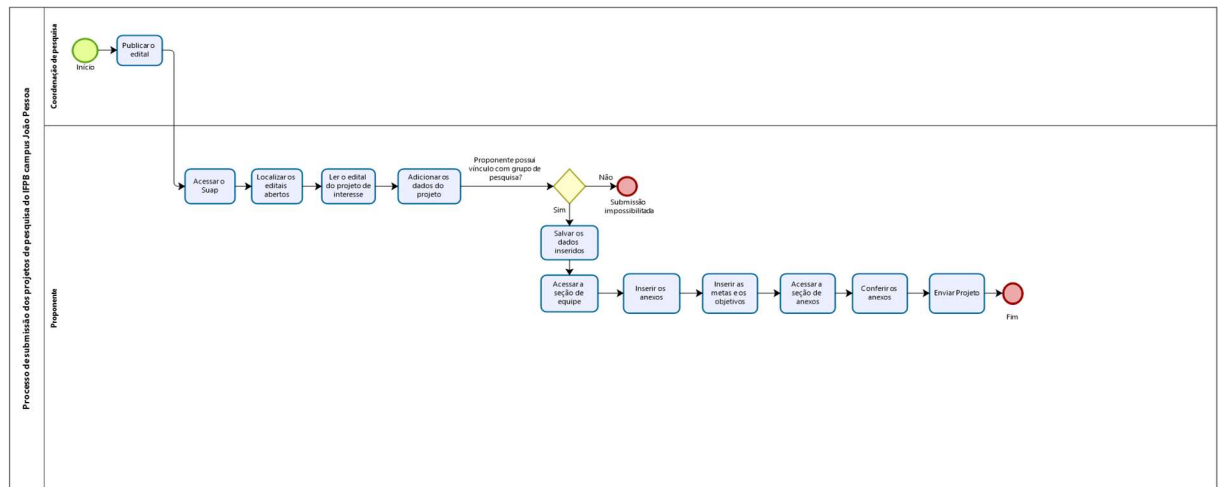 Processo de submissão dos projetos de pesquisa do IFPB campus João Pessoa
Coordenação de pesquisa
Início
Publicar o
edital
Proponente
Acessar o
Suap
Localizar os
editais
abertos
Ler o edital
do projeto de
interesse
Adicionar os
dados do
projeto
Proponente possui
vínculo com grupo de
pesquisa?
Não
Submissão
impossibilitada
Sim
Salvar os
dados
inseridos
Acessar a
seção de
equipe
Inserir os
anexos
Inserir as
metas e os
objetivos
Acessar a
seção de
anexos
Conferir os
anexos
Enviar Projeto
Fim